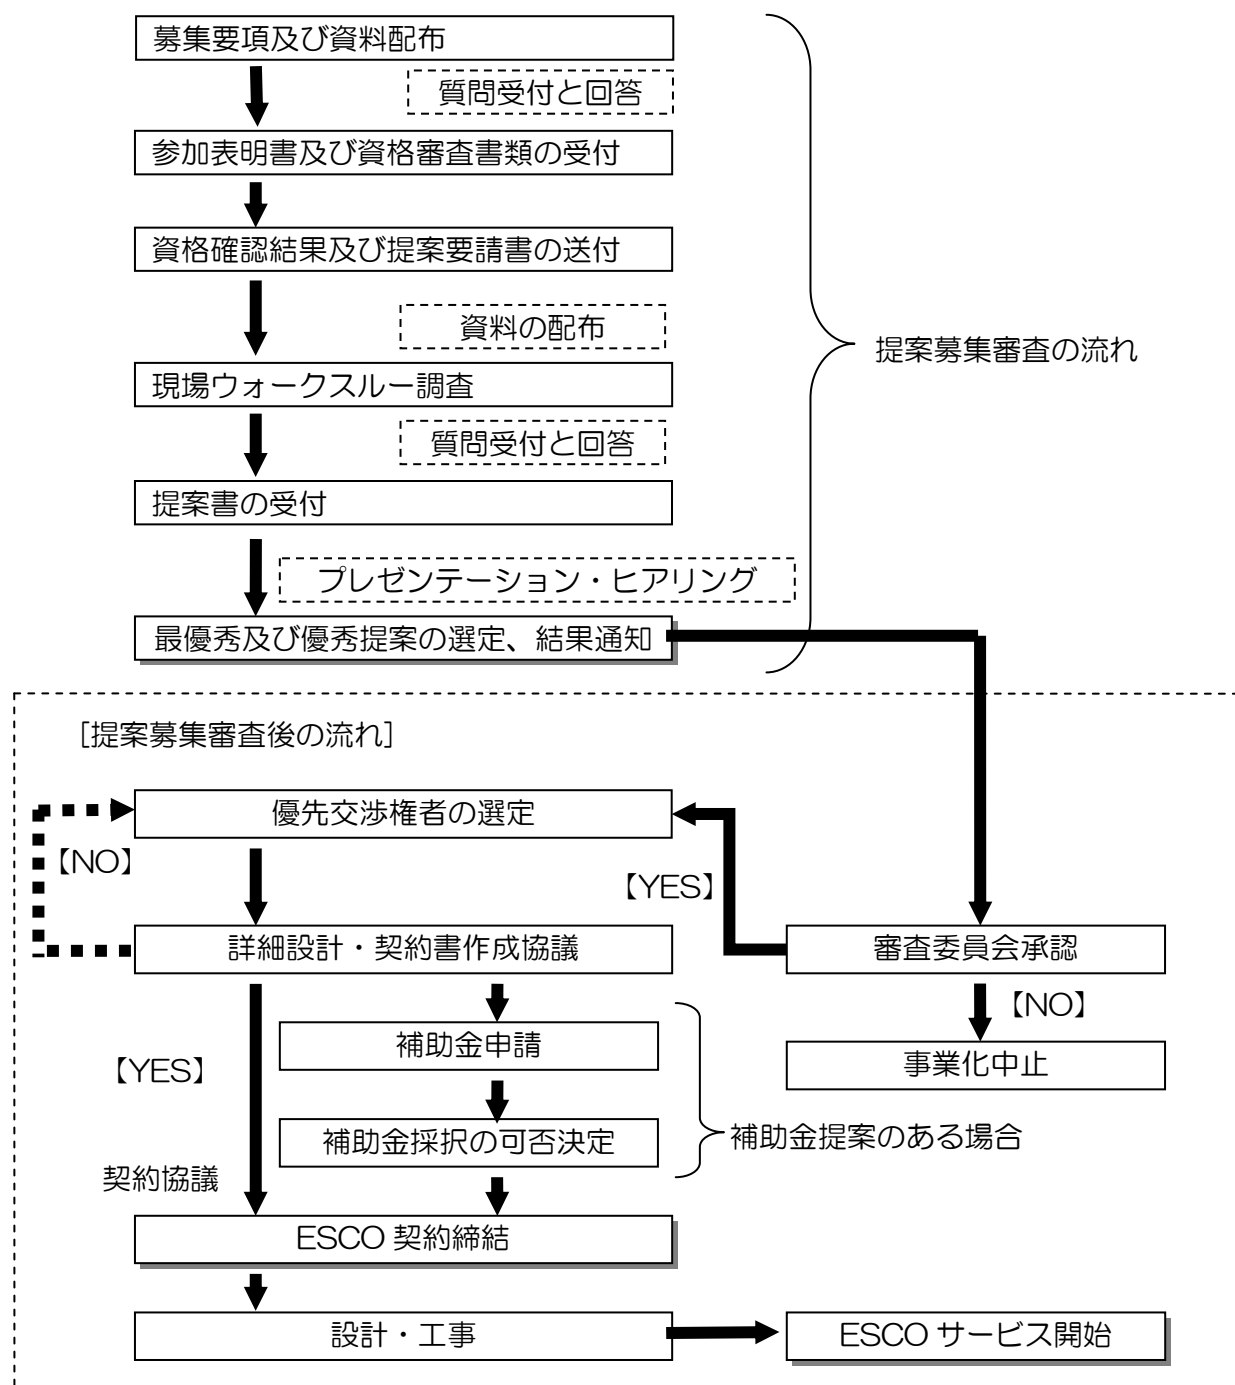 募集要項及び資料配布
質問受付と回答
参加表明書及び資格審査書類の受付
資格確認結果及び提案要請書の送付
資料の配布
提案募集審査の流れ
現場ウォークスルー調査
質問受付と回答
提案書の受付
プレゼンテーション・ヒアリング
最優秀及び優秀提案の選定、結果通知
[提案募集審査後の流れ]
優先交渉権者の選定
【NO】
【YES】
詳細設計・契約書作成協議
審査委員会承認
【NO】
補助金申請
事業化中止
【YES】
補助金採択の可否決定
補助金提案のある場合
契約協議
ESCO 契約締結
設計・工事
ESCO サービス開始